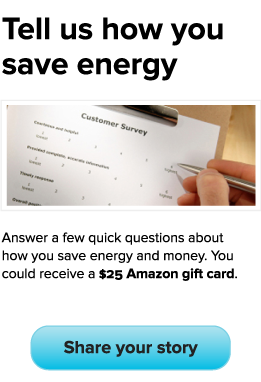 Tell us how you
save energy
Customer Survey
Courteous and helpful
Provided complete, accurate information
Timely response
Answer a few quick questions about
how you save energy and money. You
could receive a $25 Amazon gift card.
Share your story